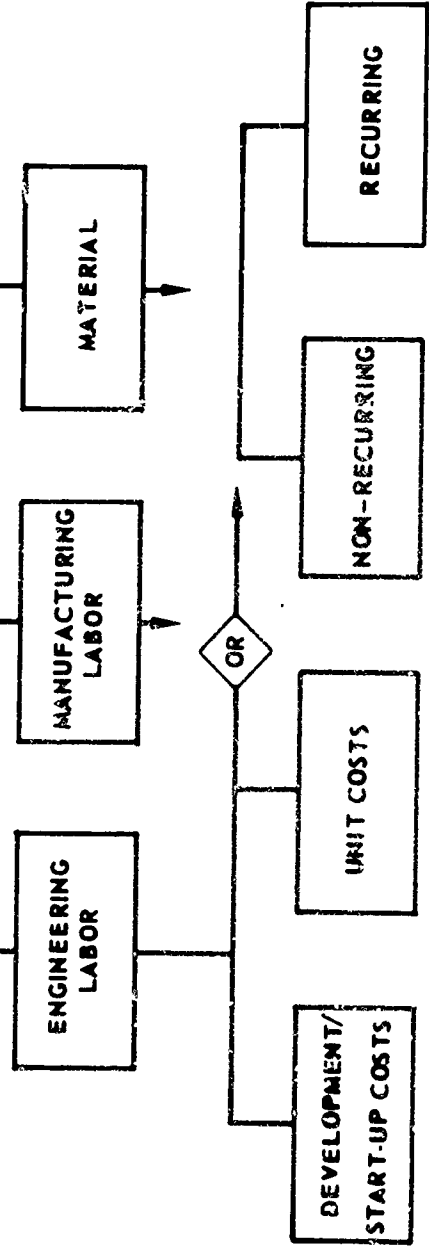 ENGINEERING
LABOR
MANUFACTURING
LABOR
MATERIAL
OR
DEVELOPMENT/
START-UP COSTS
UNIT COSTS
NON-RECURRING
RECURRING